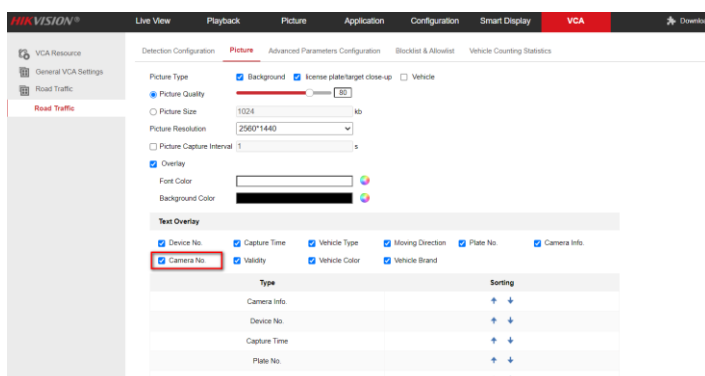 HIKVISION® Live View Playback Picture Application Configuration Smart Display VCA Downlo
VCA Resource
General VCA Settings
Road Traffic
Road Traffic
Detection Configuration Picture Advanced Parameters Configuration Blocklist & Allowlist Vehicle Counting Statistics
Picture Type Background license plate/target close-up Vehicle
Picture Quality 80
Picture Size 1024 kb
Picture Resolution 2560*1440
Picture Capture Interval 1 s
Overlay
Font Color
Background Color
Text Overlay
Device No. Capture Time Vehicle Type Moving Direction Plate No. Camera Info.
Camera No. Validity Vehicle Color Vehicle Brand
Type Sorting
Camera Info.
Device No.
Capture Time
Plate No.